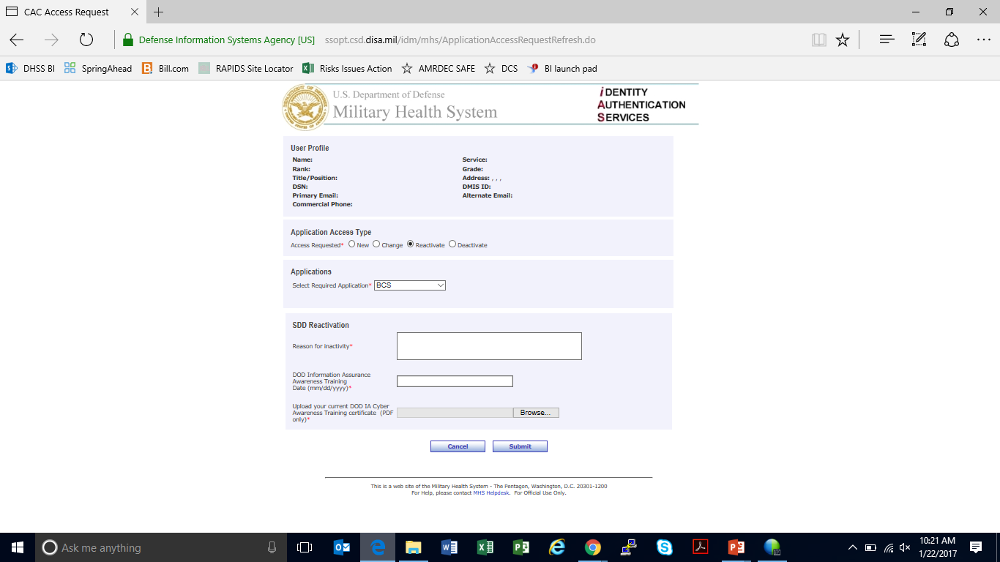 CAC Access Request
Defense Information Systems Agency [US] ssopt.csd.disa.mil/idm/mhs/ApplicationAccessRequestRefresh.do
DHSS BI SpringAhead Bill.com RAPIDS Site Locator Risks Issues Action AMRDEC SAFE DCS BI launch pad
U.S. Department of Defense
Military Health System
iDENTITY
AUTHENTICATION
SERVICES
User Profile
Name: Service:
Rank: Grade:
Title/Position: Address: , , ,
DSN: DMIS ID:
Primary Email: Alternate Email:
Commercial Phone:
Application Access Type
Access Requested* New Change Reactivate Deactivate
Applications
Select Required Application* BCS
SDD Reactivation
Reason for inactivity*
DOD Information Assurance
Awareness Training
Date (mm/dd/yyyy)*
Upload your current DOD IA Cyber
Awareness Training certificate (PDF
only)*
Browse...
Cancel Submit
This is a web site of the Military Health System - The Pentagon, Washington, D.C. 20301-1200
For Help, please contact MHS Helpdesk. For Official Use Only.
Ask me anything
10:21 AM
1/22/2017